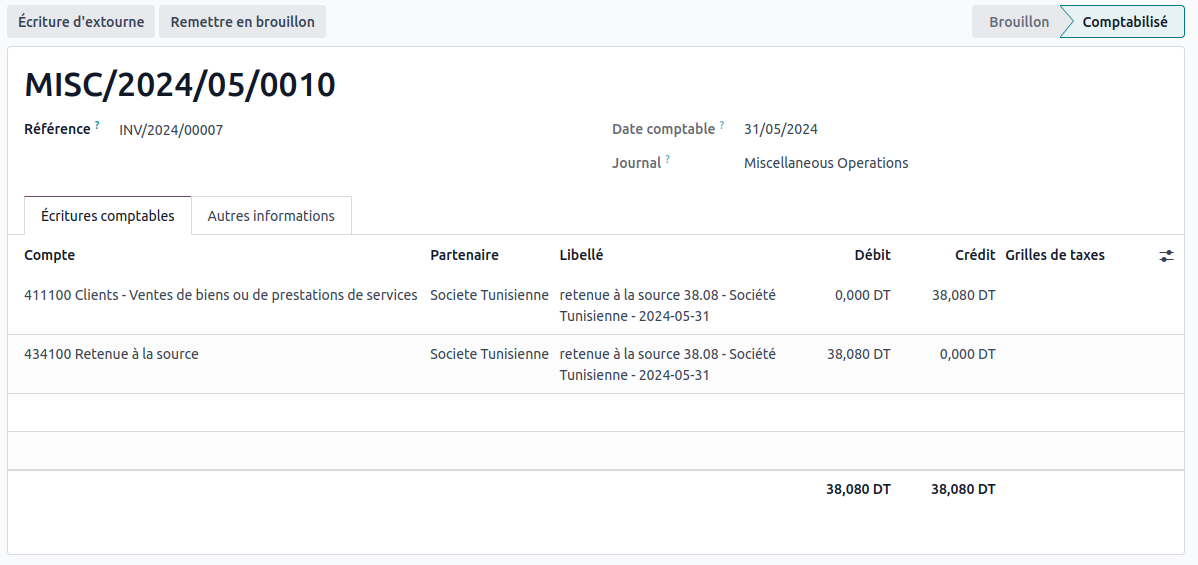 Écriture d'extourne Remettre en brouillon Brouillon Comptabilisé
MISC/2024/05/0010
Référence ? INV/2024/00007 Date comptable ? 31/05/2024
Journal ? Miscellaneous Operations
Écritures comptables Autres informations
Compte Partenaire Libellé Débit Crédit Grilles de taxes
411100 Clients - Ventes de biens ou de prestations de services Societe Tunisienne retenue à la source 38.08 - Société 0,000 DT 38,080 DT
Tunisienne - 2024-05-31
434100 Retenue à la source Societe Tunisienne retenue à la source 38.08 - Société 38,080 DT 0,000 DT
Tunisienne - 2024-05-31
38,080 DT 38,080 DT